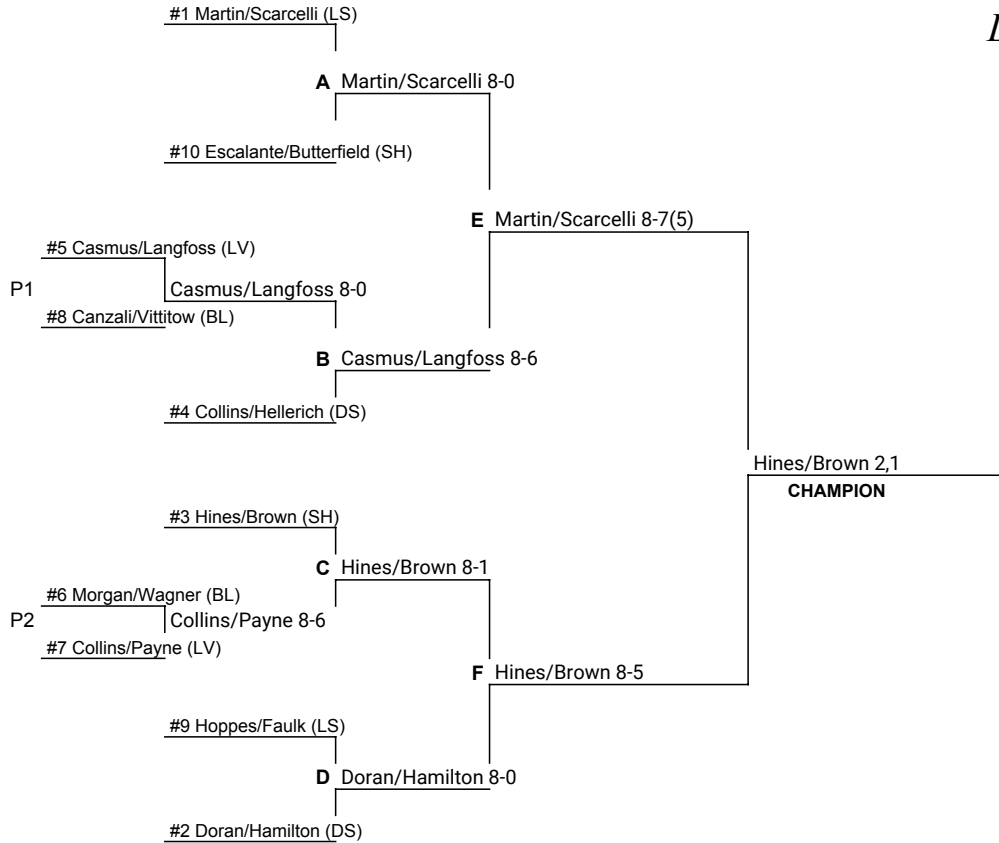 #1 Martin/Scarcelli (LS)
A Martin/Scarcelli 8-0
#10 Escalante/Butterfield (SH)
E Martin/Scarcelli 8-7(5)
#5 Casmus/Langfoss (LV)
P1 Casmus/Langfoss 8-0
#8 Canzali/Vittitow (BL)
B Casmus/Langfoss 8-6
#4 Collins/Hellerich (DS)
Hines/Brown 2,1
CHAMPION
#3 Hines/Brown (SH)
C Hines/Brown 8-1
#6 Morgan/Wagner (BL)
P2 Collins/Payne 8-6
#7 Collins/Payne (LV)
F Hines/Brown 8-5
#9 Hoppes/Faulk (LS)
D Doran/Hamilton 8-0
#2 Doran/Hamilton (DS)